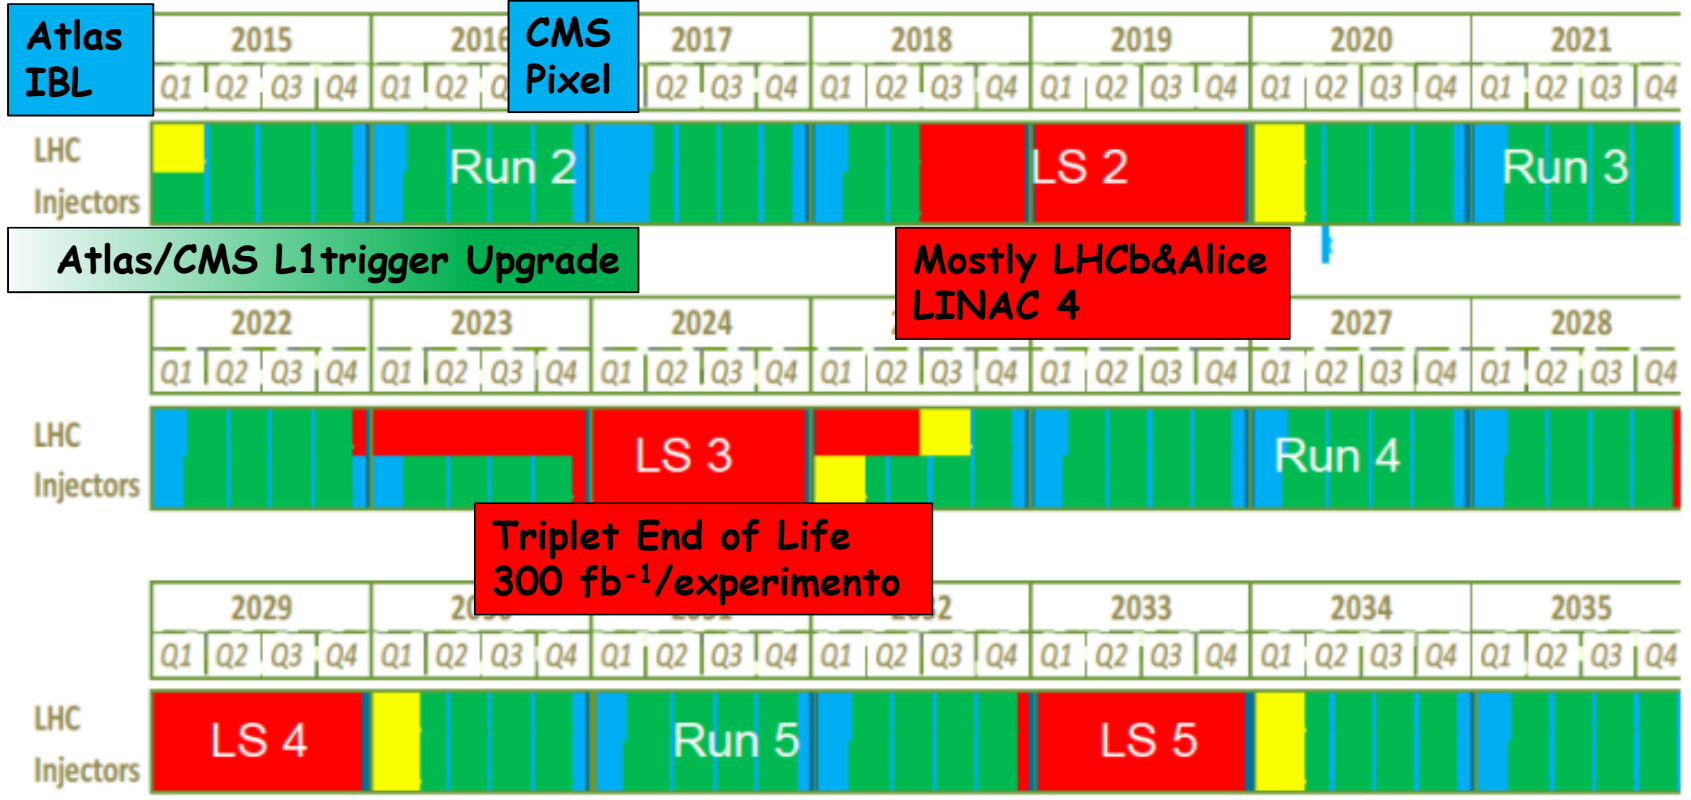 Atlas
IBL
CMS
Pixel
2015 2016 2017 2018 2019 2020 2021
Q1 Q2 Q3 Q4 Q1 Q2 Q2 Q3 Q4 Q1 Q2 Q3 Q4 Q1 Q2 Q3 Q4 Q1 Q2 Q3 Q4 Q1 Q2 Q3 Q4
LHC
Injectors
Run 2 LS 2 Run 3
Atlas/CMS L1trigger Upgrade
Mostly LHCb&Alice
LINAC 4
2022 2023 2024 2027 2028
Q1 Q2 Q3 Q4 Q1 Q2 Q3 Q4 Q1 Q2 Q3 Q4 Q1 Q2 Q3 Q4 Q1 Q2 Q3 Q4 Q1 Q2 Q3 Q4 Q1 Q2 Q3 Q4
LHC
Injectors
LS 3 Run 4
Triplet End of Life
300 fb⁻¹/experimento
2029 2033 2034 2035
Q1 Q2 Q3 Q4 Q1 Q2 Q3 Q4 Q1 Q2 Q3 Q4 Q1 Q2 Q3 Q4 Q1 Q2 Q3 Q4 Q1 Q2 Q3 Q4 Q1 Q2 Q3 Q4
LHC
Injectors
LS 4 Run 5 LS 5